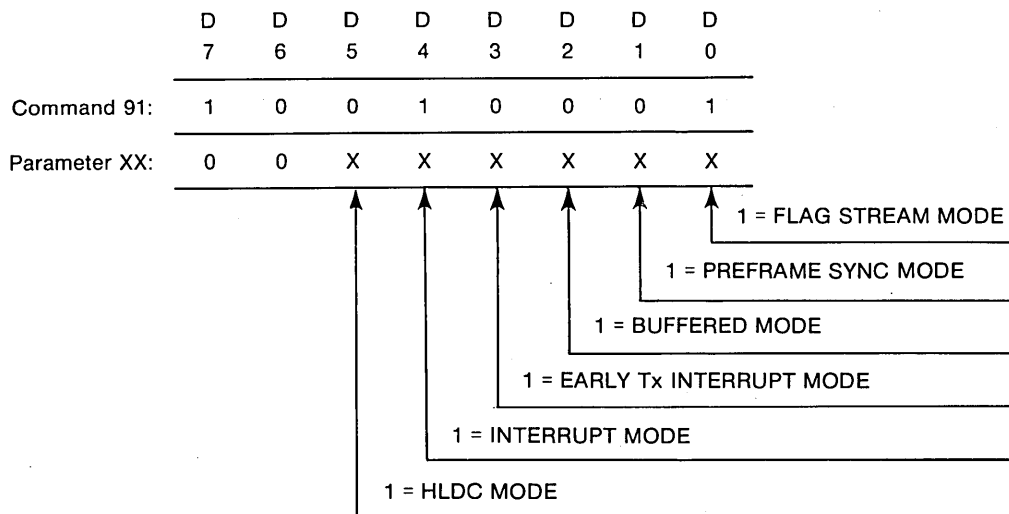 D D D D D D D D
7 6 5 4 3 2 1 0
Command 91: 1 0 0 1 0 0 0 1
Parameter XX: 0 0 X X X X X X
1 = FLAG STREAM MODE
1 = PREFRAME SYNC MODE
1 = BUFFERED MODE
1 = EARLY Tx INTERRUPT MODE
1 = INTERRUPT MODE
1 = HLDC MODE